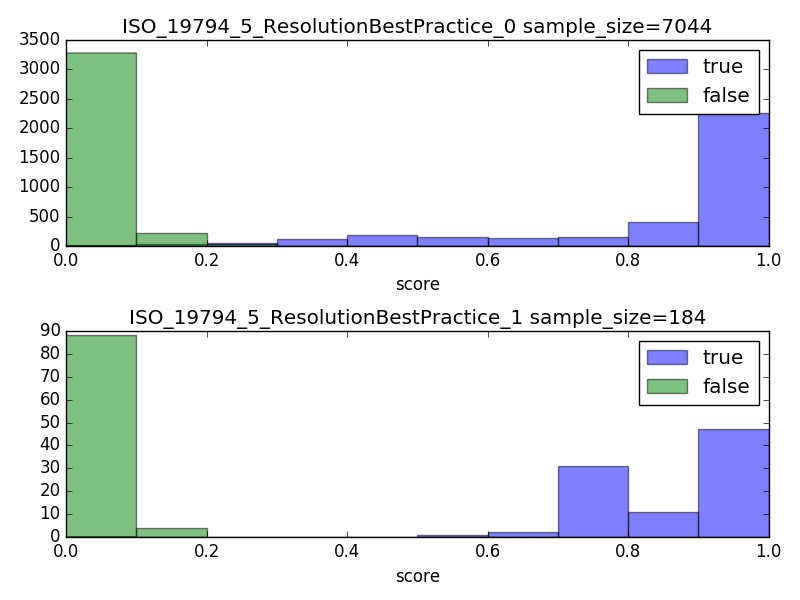 ISO_19794_5_ResolutionBestPractice_0 sample_size=7044
3500
3000
2500
2000
1500
1000
500
0
true
false
0.0 0.2 0.4 0.6 0.8 1.0
score
ISO_19794_5_ResolutionBestPractice_1 sample_size=184
90
80
70
60
50
40
30
20
10
0
true
false
0.0 0.2 0.4 0.6 0.8 1.0
score